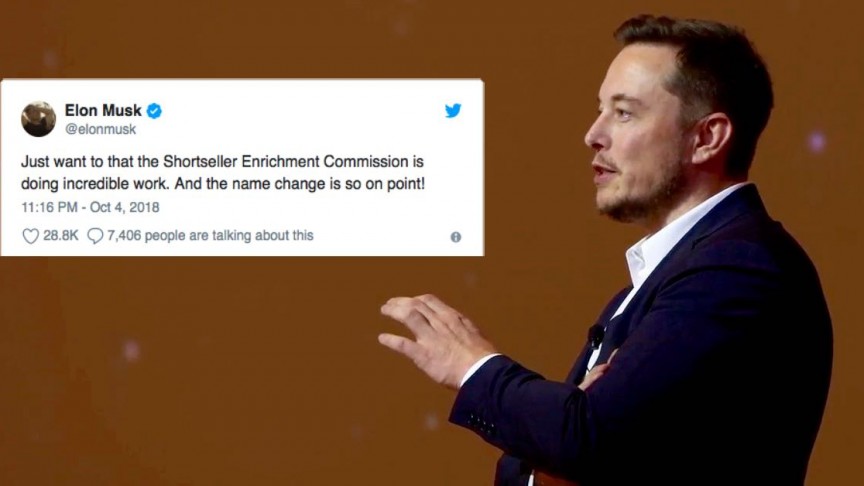 Elon Musk
@elonmusk
Just want to that the Shortseller Enrichment Commission is
doing incredible work. And the name change is so on point!
11:16 PM - Oct 4, 2018
28.8K 7,406 people are talking about this